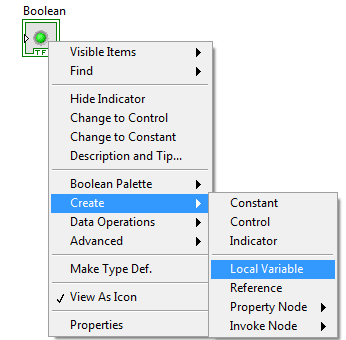 Boolean
TF
Visible Items
Find
Hide Indicator
Change to Control
Change to Constant
Description and Tip...
Boolean Palette
Create
Data Operations
Advanced
Make Type Def.
View As Icon
Properties
Constant
Control
Indicator
Local Variable
Reference
Property Node
Invoke Node